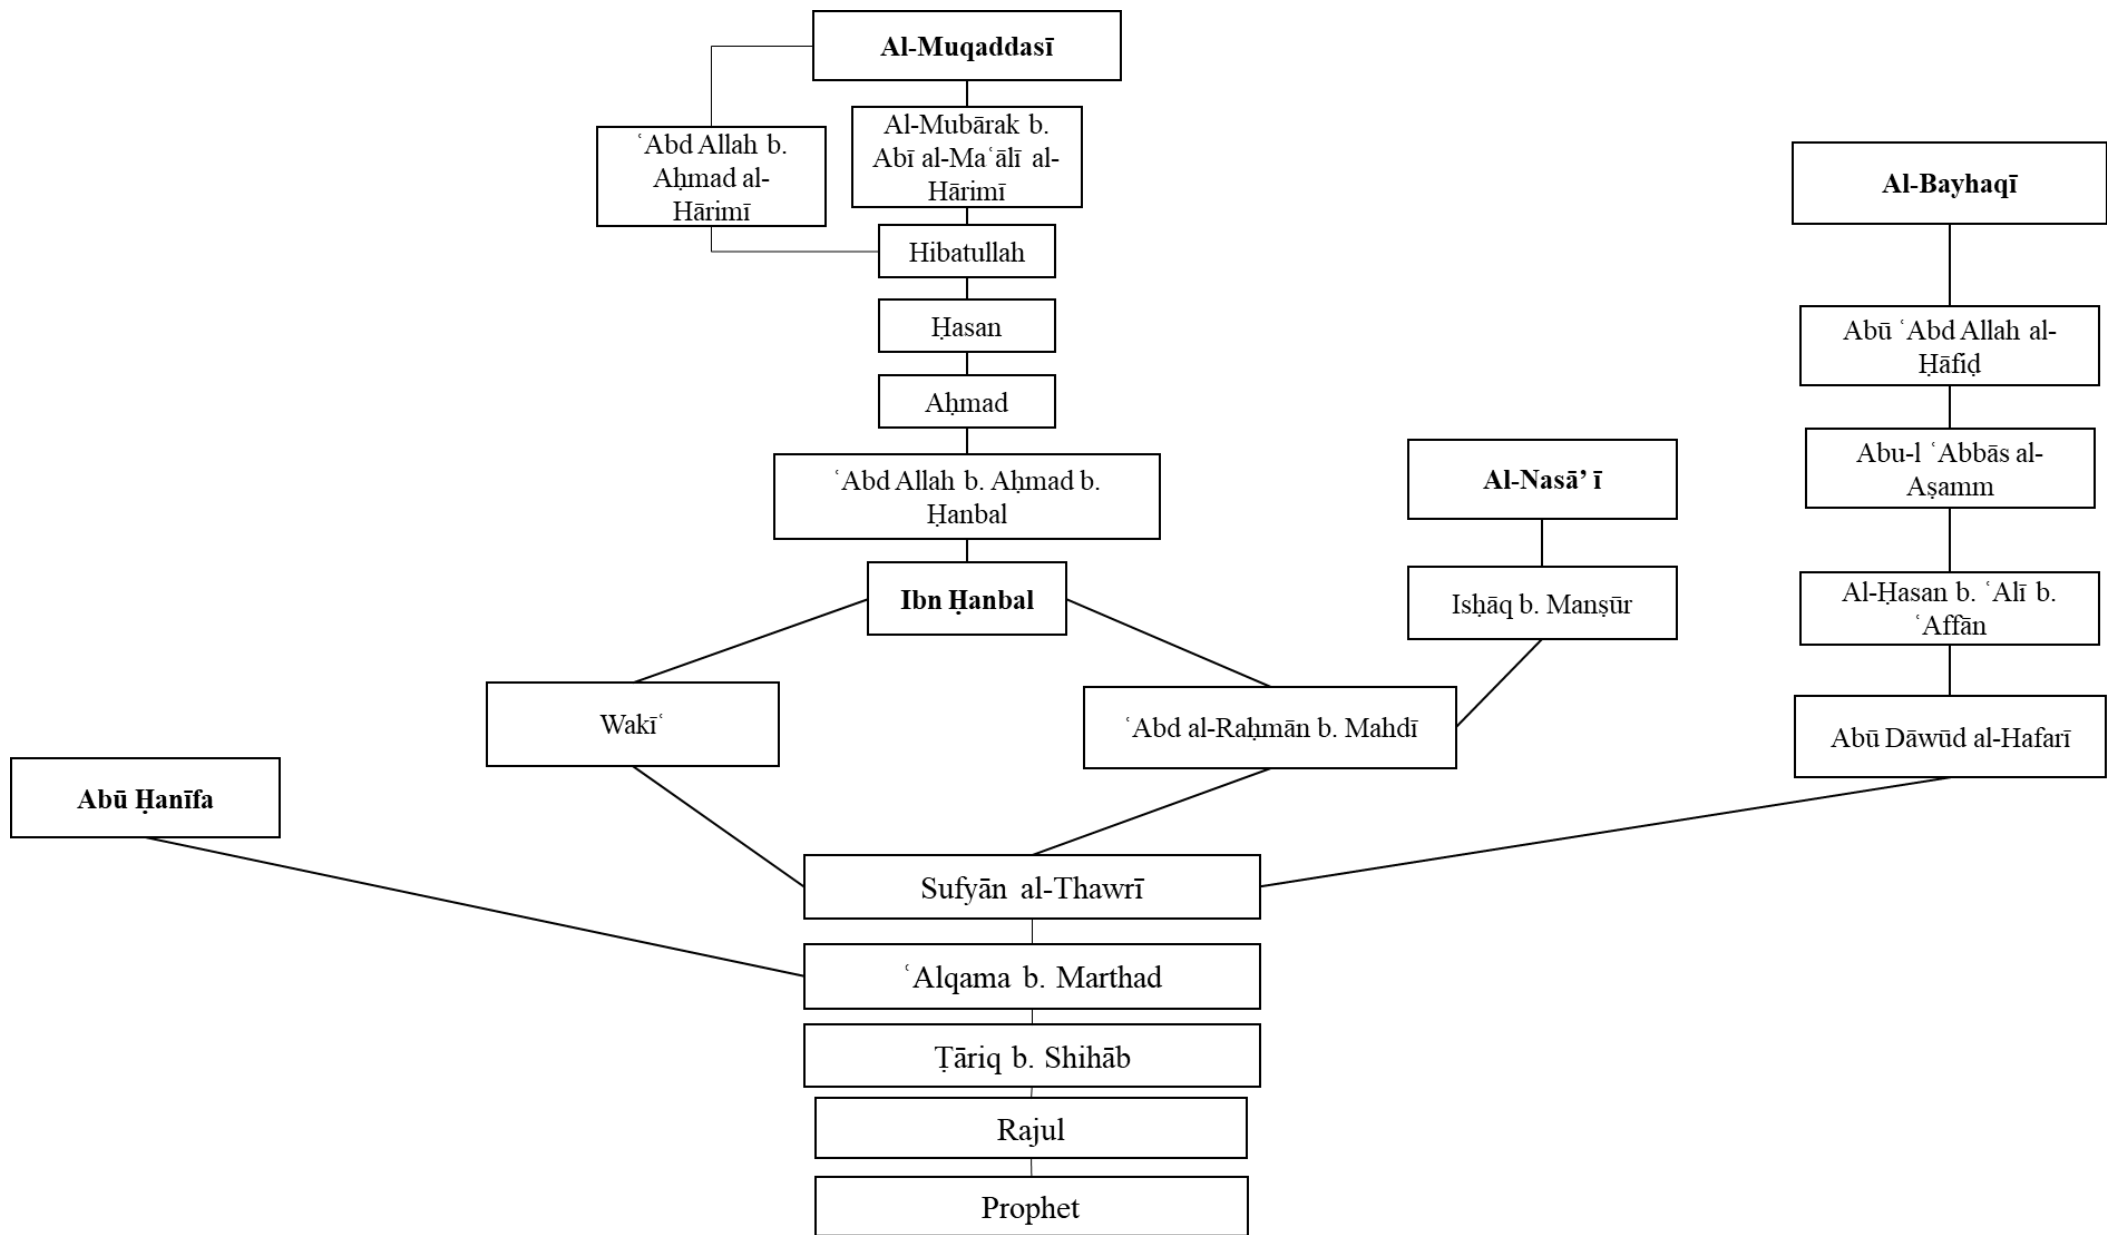 Al-Muqaddasī
ʿAbd Allah b.
Aḥmad al-
Hārimī
Al-Mubārak b.
Abī al-Maʿālī al-
Hārimī
Al-Bayhaqī
Hibatullah
Ḥasan
Abū ʿAbd Allah al-
Ḥāfiḍ
Aḥmad
ʿAbd Allah b. Aḥmad b.
Ḥanbal
Al-Nasā’ ī
Abu-l ʿAbbās al-
Aṣamm
Ibn Ḥanbal
Isḥāq b. Manṣūr
Al-Ḥasan b. ʿAlī b.
ʿAffān
Wakīʿ
ʿAbd al-Raḥmān b. Mahdī
Abū Dāwūd al-Hafarī
Abū Ḥanīfa
Sufyān al-Thawrī
ʿAlqama b. Marthad
Ṭāriq b. Shihāb
Rajul
Prophet